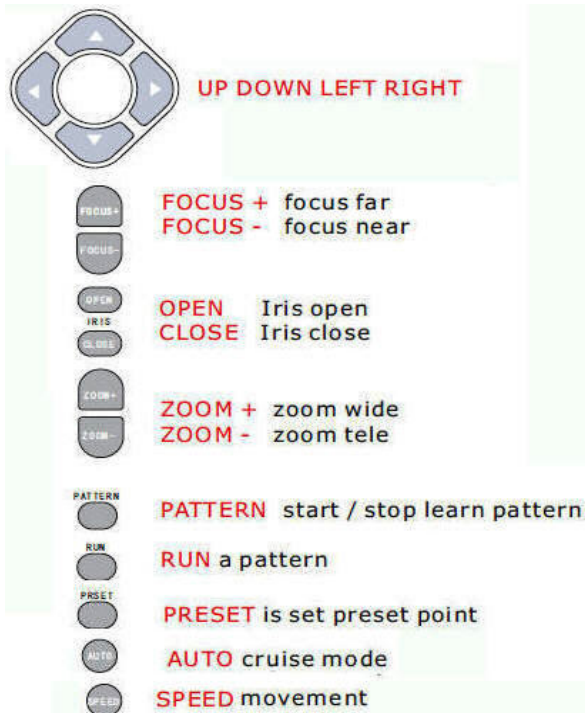 UP DOWN LEFT RIGHT
FOCUS+
FOCUS-
FOCUS + focus far
FOCUS - focus near
OPEN
IRIS
CLOSE
OPEN Iris open
CLOSE Iris close
ZOOM+
ZOOM-
ZOOM + zoom wide
ZOOM - zoom tele
PATTERN
PATTERN start / stop learn pattern
RUN
RUN a pattern
PRSET
PRESET is set preset point
AUTO
AUTO cruise mode
SPEED
SPEED movement